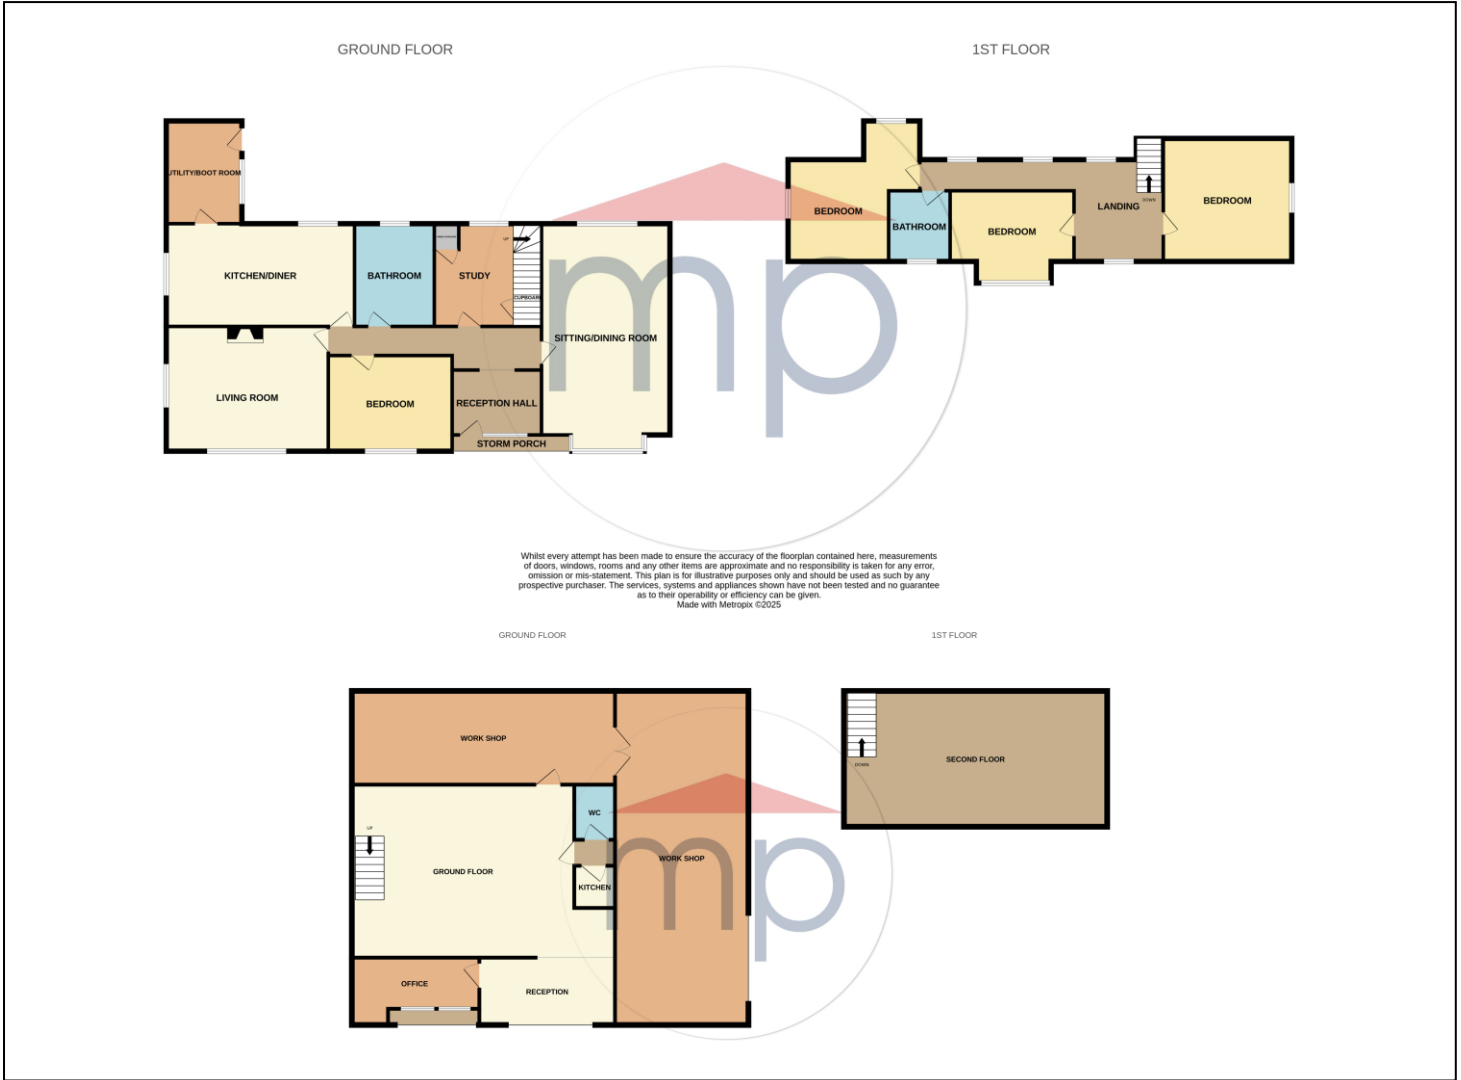 GROUND FLOOR
1ST FLOOR
UTILITY/BOOT ROOM
KITCHEN/DINER
BATHROOM
STUDY
UP
CUPBOARD
SITTING/DINING ROOM
LIVING ROOM
BEDROOM
RECEPTION HALL
STORM PORCH
BEDROOM
BATHROOM
BEDROOM
LANDING
DOWN
BEDROOM
mp
Whilst every attempt has been made to ensure the accuracy of the floorplan contained here, measurements
of doors, windows, rooms and any other items are approximate and no responsibility is taken for any error,
omission or mis-statement. This plan is for illustrative purposes only and should be used as such by any
prospective purchaser. The services, systems and appliances shown have not been tested and no guarantee
as to their operability or efficiency can be given.
Made with Metropix ©2025
GROUND FLOOR
1ST FLOOR
WORK SHOP
WC
UP
GROUND FLOOR
KITCHEN
WORK SHOP
OFFICE
RECEPTION
DOWN
SECOND FLOOR
mp